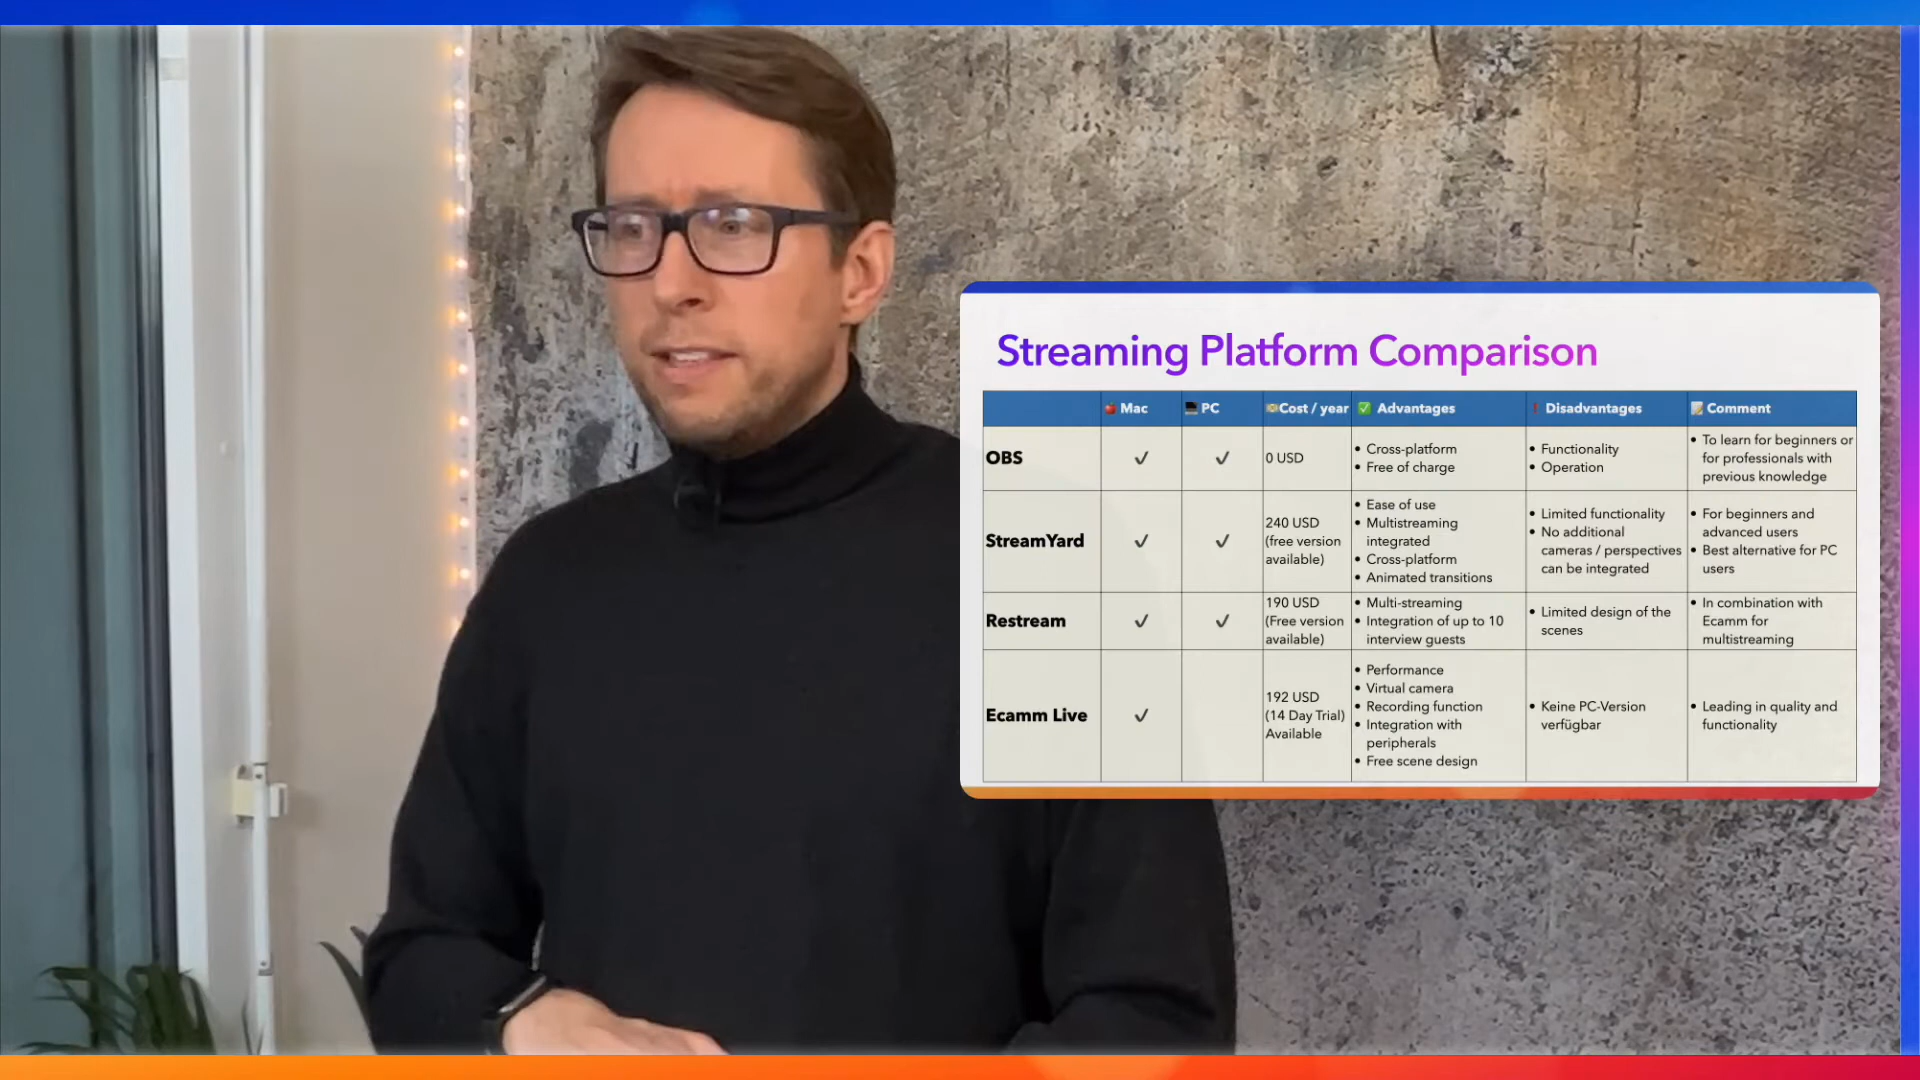 Streaming Platform Comparison
Mac PC Cost / year Advantages Disadvantages Comment
OBS
✓ ✓
0 USD
• Cross-platform
• Free of charge
• Functionality
• Operation
• To learn for beginners or
for professionals with
previous knowledge
StreamYard
✓ ✓
240 USD
(free version
available)
• Ease of use
• Multistreaming
integrated
• Cross-platform
• Animated transitions
• Limited functionality
• No additional
cameras / perspectives
can be integrated
• For beginners and
advanced users
• Best alternative for PC
users
Restream
✓ ✓
190 USD
(Free version
available)
• Multi-streaming
• Integration of up to 10
interview guests
• Limited design of the
scenes
• In combination with
Ecamm for
multistreaming
Ecamm Live
✓
192 USD
(14 Day Trial)
Available
• Performance
• Virtual camera
• Recording function
• Integration with
peripherals
• Free scene design
• Keine PC-Version
verfügbar
• Leading in quality and
functionality